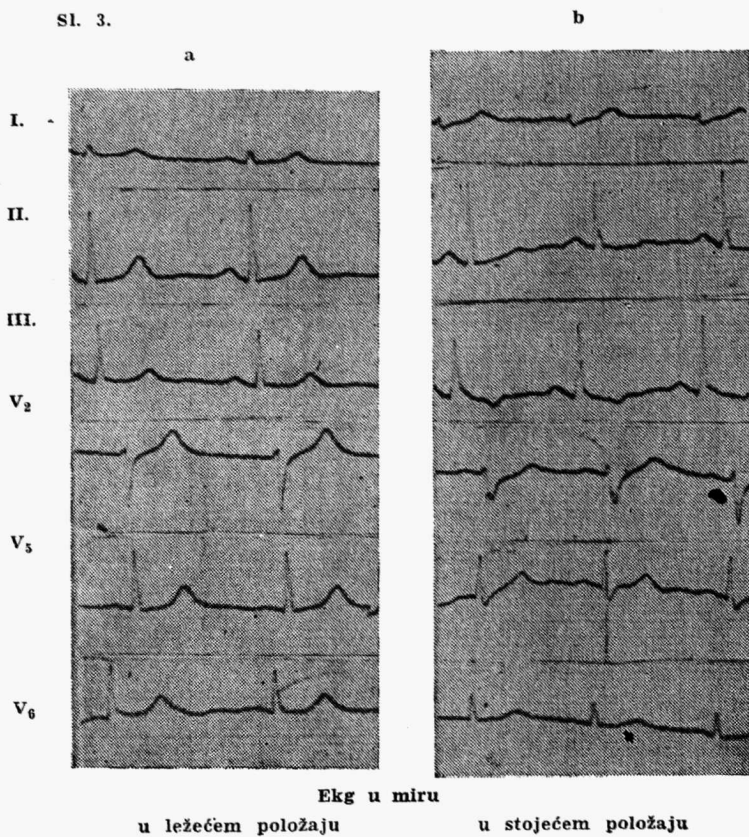 Sl. 3.
a
b
I.
II.
III.
V₂
V₅
V₆
Ekg u miru
u ležećem položaju
u stojećem položaju